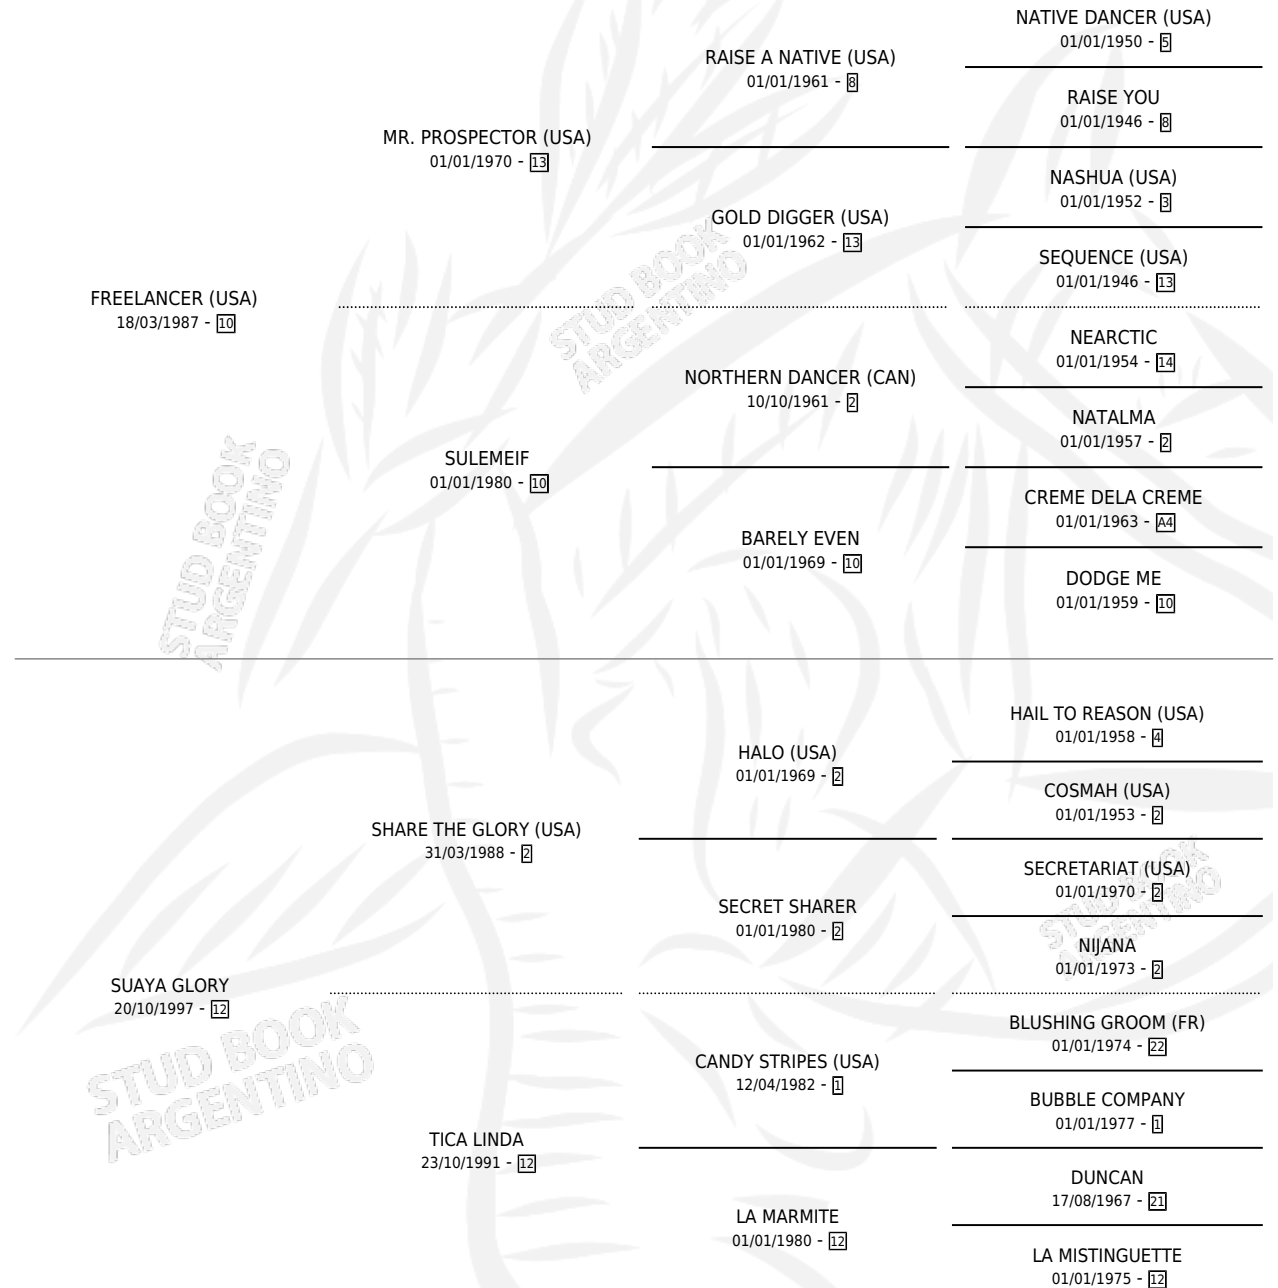 NATIVE DANCER (USA)
01/01/1950 - 5
RAISE A NATIVE (USA)
01/01/1961 - 8
RAISE YOU
01/01/1946 - 8
MR. PROSPECTOR (USA)
01/01/1970 - 13
NASHUA (USA)
01/01/1952 - 3
GOLD DIGGER (USA)
01/01/1962 - 13
SEQUENCE (USA)
01/01/1946 - 13
FREELANCER (USA)
18/03/1987 - 10
STUD BOOK
ARGENTINO
NEARCTIC
01/01/1954 - 14
NORTHERN DANCER (CAN)
10/10/1961 - 2
NATALMA
01/01/1957 - 2
SULEMEIF
01/01/1980 - 10
CREME DELA CREME
01/01/1963 - A4
BARELY EVEN
01/01/1969 - 10
DODGE ME
01/01/1959 - 10
STUD BOOK
ARGENTINO
HAIL TO REASON (USA)
01/01/1958 - 4
HALO (USA)
01/01/1969 - 2
COSMAH (USA)
01/01/1953 - 2
SHARE THE GLORY (USA)
31/03/1988 - 2
SECRETARIAT (USA)
01/01/1970 - 2
SECRET SHARER
01/01/1980 - 2
NIJANA
01/01/1973 - 2
STUD BOOK
ARGENTINO
SUAYA GLORY
20/10/1997 - 12
STUD BOOK
ARGENTINO
BLUSHING GROOM (FR)
01/01/1974 - 22
CANDY STRIPES (USA)
12/04/1982 - 1
BUBBLE COMPANY
01/01/1977 - 1
TICA LINDA
23/10/1991 - 12
DUNCAN
17/08/1967 - 21
LA MARMITE
01/01/1980 - 12
LA MISTINGUETTE
01/01/1975 - 12